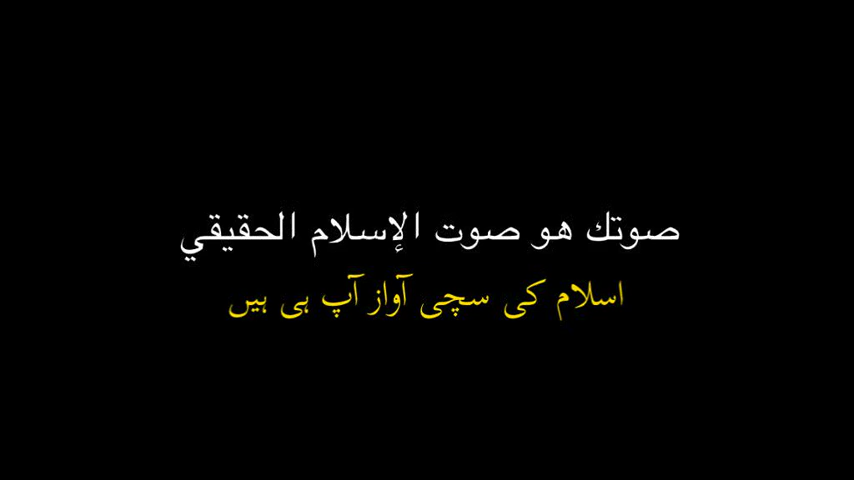 صوتك هو صوت الإسلام الحقيقي
اسلام کی سچی آواز آپ ہی ہیں